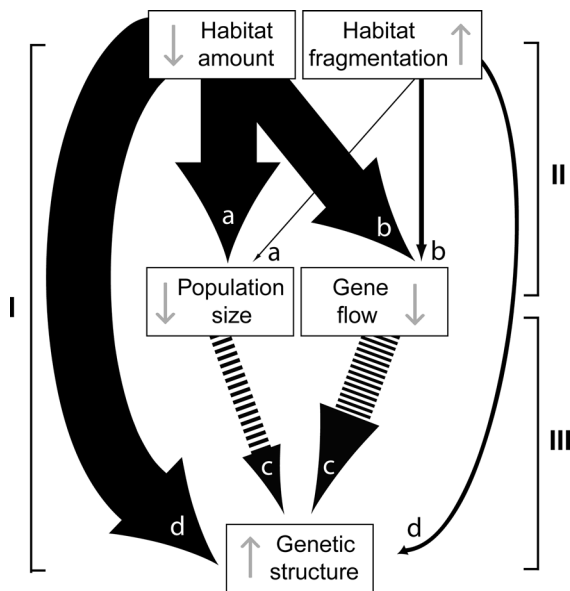 Habitat
amount
Habitat
fragmentation
II
a
b
a
b
I
Population
size
Gene
flow
III
c
c
d
d
Genetic
structure